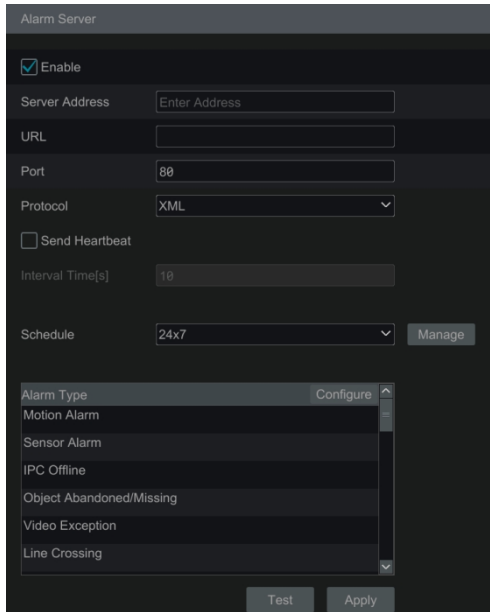 Alarm Server
Enable
Server Address Enter Address
URL
Port 80
Protocol XML
Send Heartbeat
Interval Time[s] 10
Schedule 24x7 Manage
Alarm Type Configure
Motion Alarm
Sensor Alarm
IPC Offline
Object Abandoned/Missing
Video Exception
Line Crossing
Test Apply